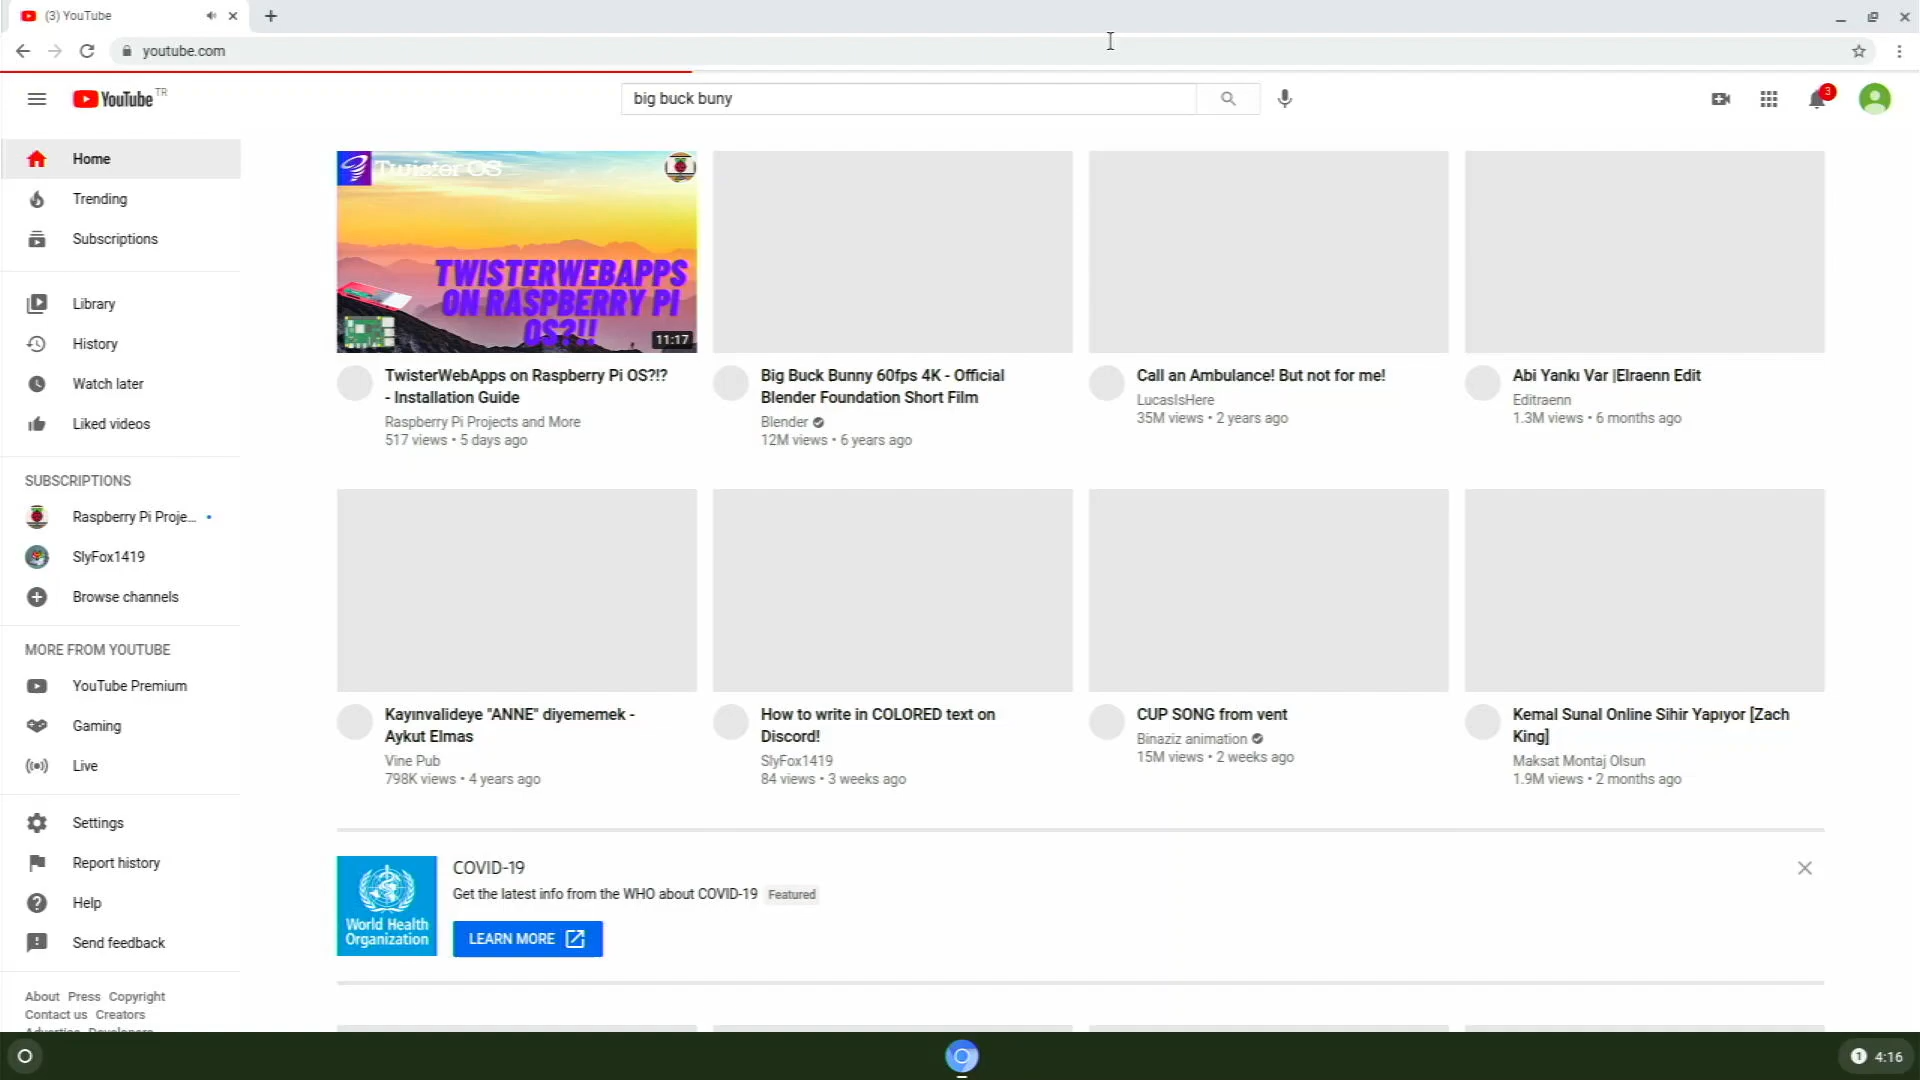 (3) YouTube
youtube.com
YouTube TR
big buck buny
3
Home
Trending
Subscriptions
Library
History
Watch later
Liked videos
SUBSCRIPTIONS
Raspberry Pi Proje...
SlyFox1419
Browse channels
MORE FROM YOUTUBE
YouTube Premium
Gaming
Live
Settings
Report history
Help
Send feedback
About Press Copyright
Contact us Creators
Advertise Developers
Twister OS
TWISTERWEBAPPS
ON RASPBERRY PI
OS?!!
11:17
TwisterWebApps on Raspberry Pi OS?!?
- Installation Guide
Raspberry Pi Projects and More
517 views • 5 days ago
Big Buck Bunny 60fps 4K - Official
Blender Foundation Short Film
Blender
12M views • 6 years ago
Call an Ambulance! But not for me!
LucasIsHere
35M views • 2 years ago
Abi Yankı Var |Elraenn Edit
Editraenn
1.3M views • 6 months ago
Kayınvalideye "ANNE" diyememek -
Aykut Elmas
Vine Pub
798K views • 4 years ago
How to write in COLORED text on
Discord!
SlyFox1419
84 views • 3 weeks ago
CUP SONG from vent
Binaziz animation
15M views • 2 weeks ago
Kemal Sunal Online Sihir Yapıyor [Zach
King]
Maksat Montaj Olsun
1.9M views • 2 months ago
World Health
Organization
COVID-19
Get the latest info from the WHO about COVID-19 Featured
LEARN MORE
1 4:16